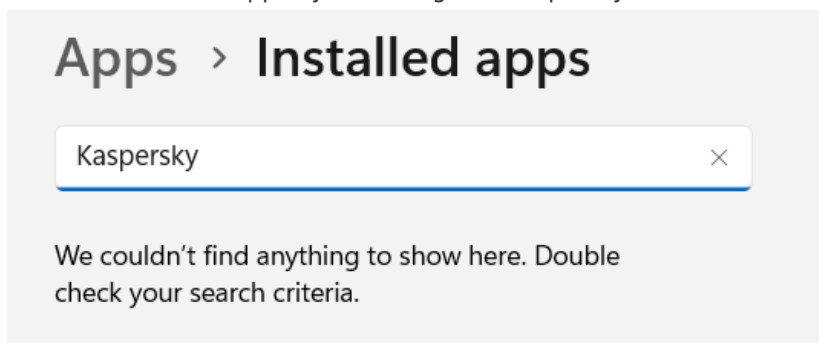 Apps > Installed apps
Kaspersky
We couldn't find anything to show here. Double
check your search criteria.